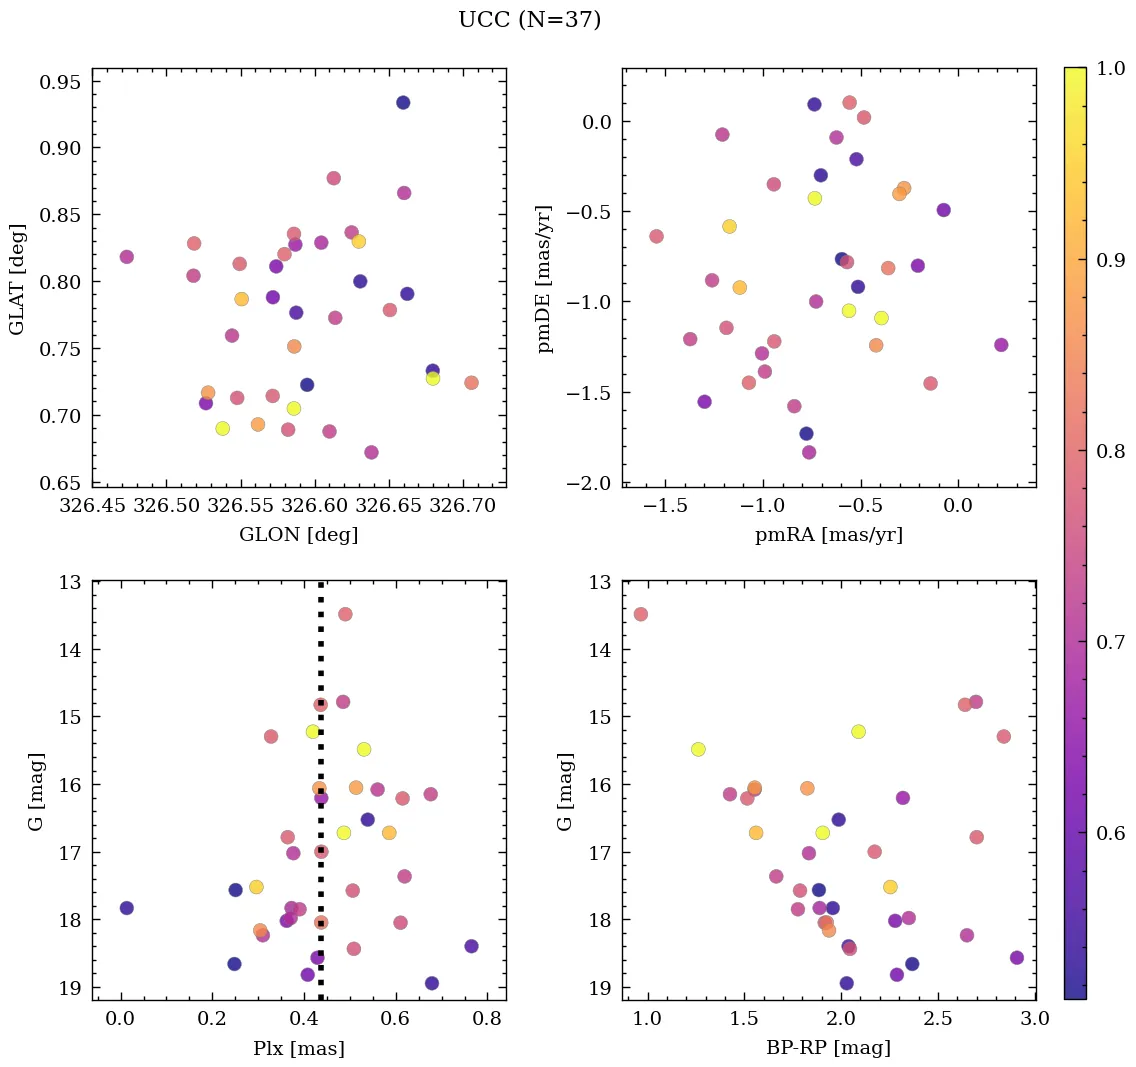 UCC (N=37)
0.95
0.90
0.85
0.80
0.75
0.70
0.65
GLAT [deg]
326.45 326.50 326.55 326.60 326.65 326.70
GLON [deg]
0.0
−0.5
−1.0
−1.5
−2.0
pmDE [mas/yr]
−1.5 −1.0 −0.5 0.0
pmRA [mas/yr]
13
14
15
16
17
18
19
G [mag]
0.0 0.2 0.4 0.6 0.8
Plx [mas]
13
14
15
16
17
18
19
G [mag]
1.0 1.5 2.0 2.5 3.0
BP-RP [mag]
1.0
0.9
0.8
0.7
0.6